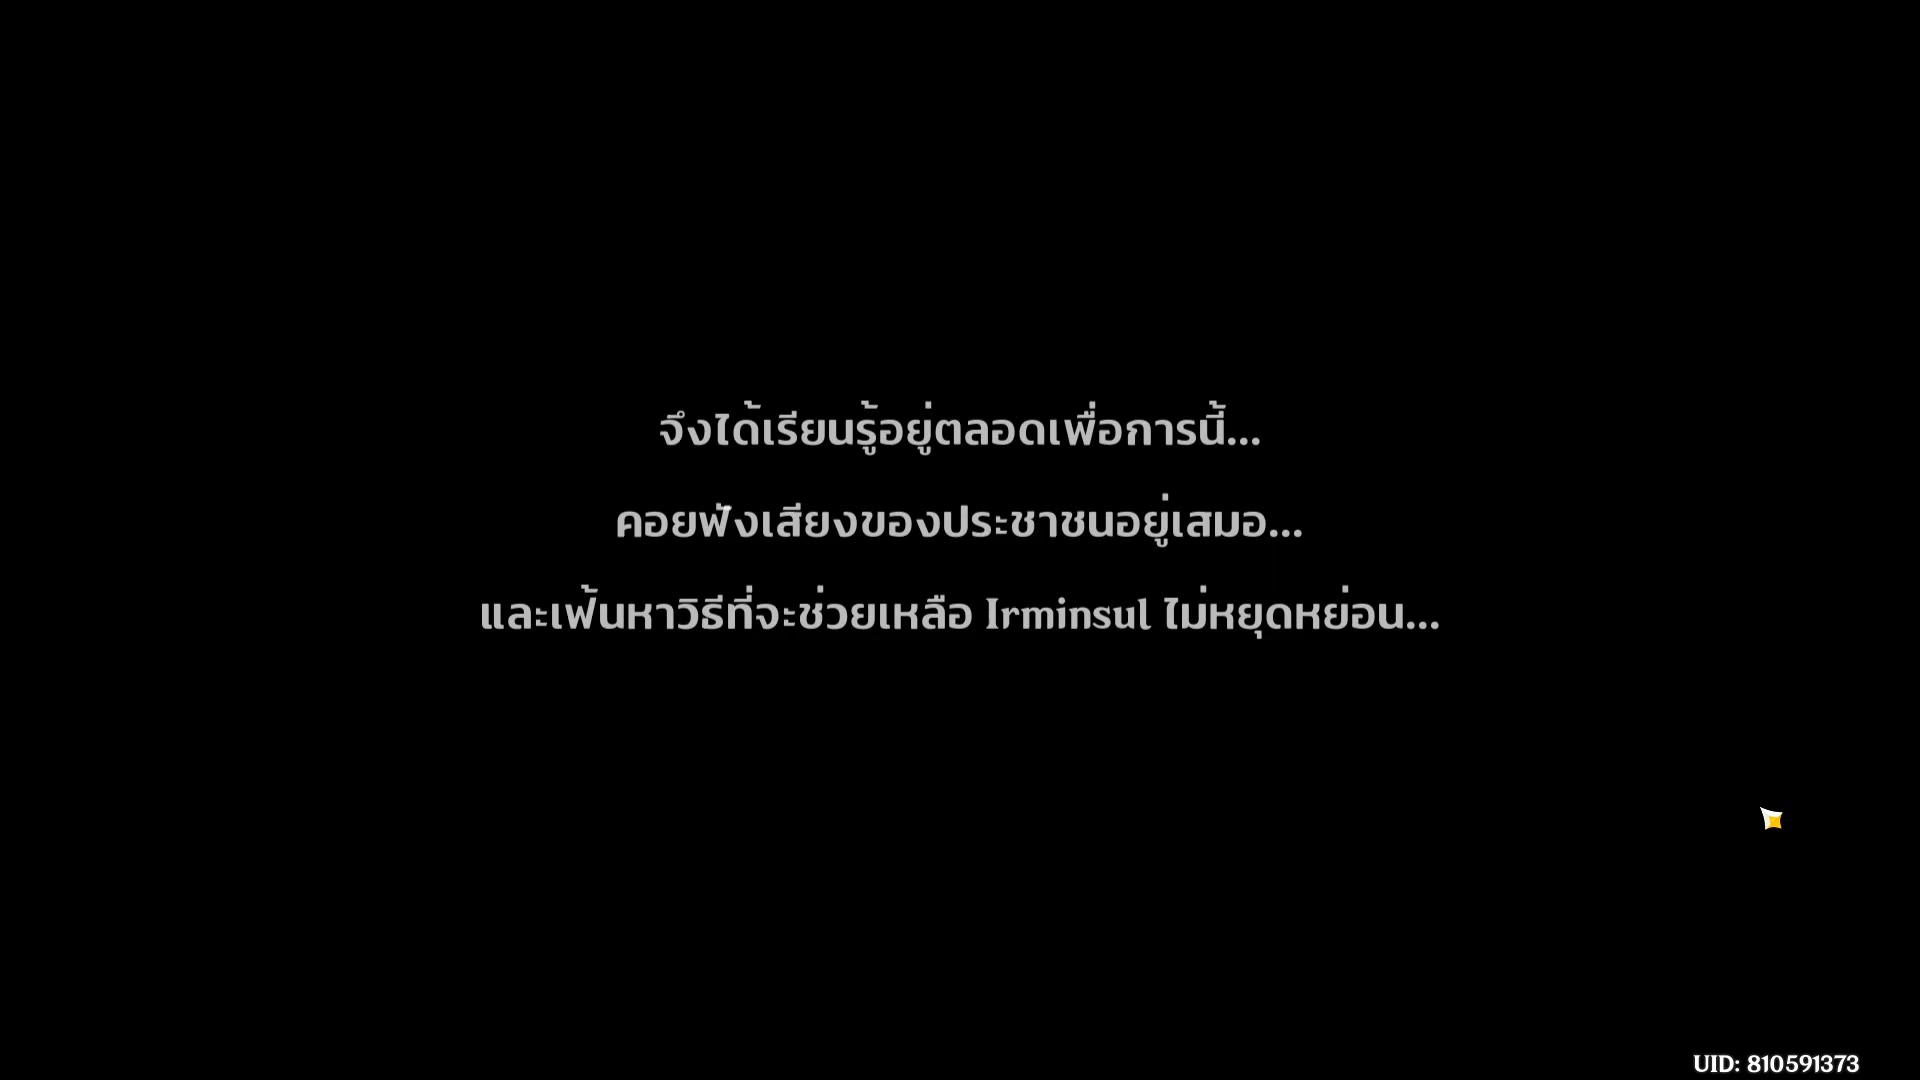 จึงได้เรียนรู้อยู่ตลอดเพื่อการนี้...
คอยฟังเสียงของประชาชนอยู่เสมอ...
และเฟ้นหาวิธีที่จะช่วยเหลือ Irminsul ไม่หยุดหย่อน...
UID: 810591373